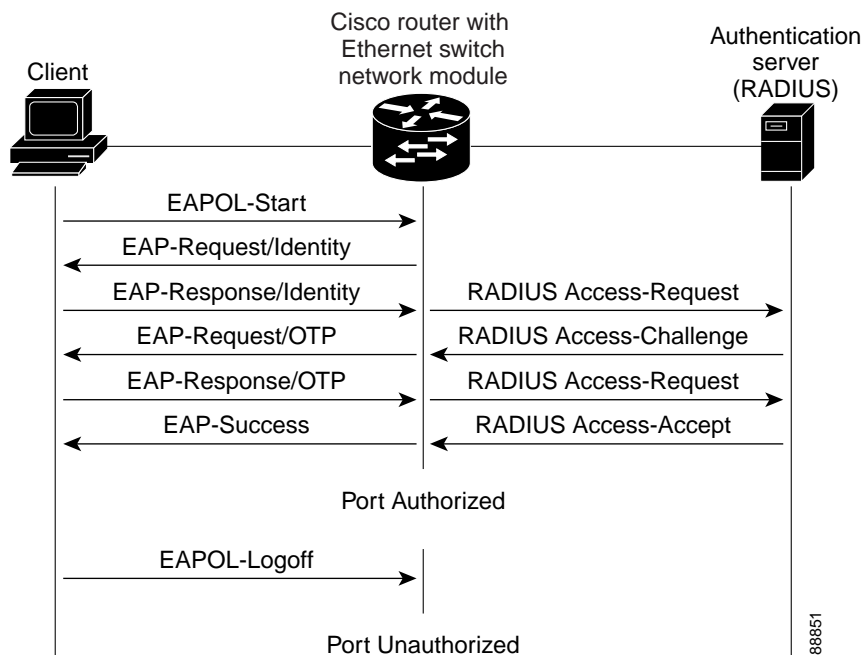 Cisco router with
Ethernet switch
network module
Authentication
server
(RADIUS)
Client
EAPOL-Start
EAP-Request/Identity
EAP-Response/Identity
RADIUS Access-Request
EAP-Request/OTP
RADIUS Access-Challenge
EAP-Response/OTP
RADIUS Access-Request
EAP-Success
RADIUS Access-Accept
Port Authorized
EAPOL-Logoff
Port Unauthorized
88851